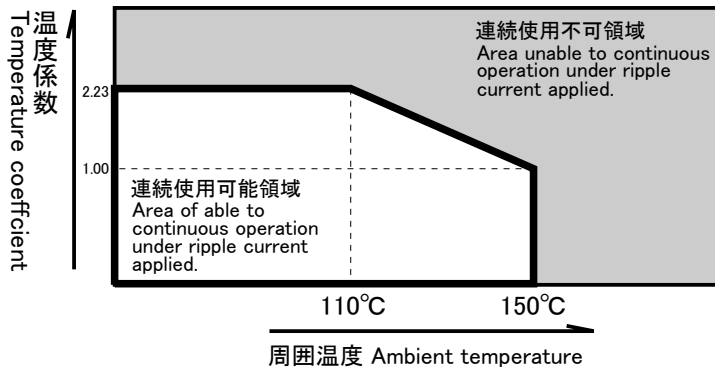 温度係数
Temperature coeffcient
連続使用不可領域
Area unable to continuous
operation under ripple
current applied.
2.23
1.00
連続使用可能領域
Area of able to
continuous operation
under ripple current
applied.
110℃
150℃
周囲温度 Ambient temperature